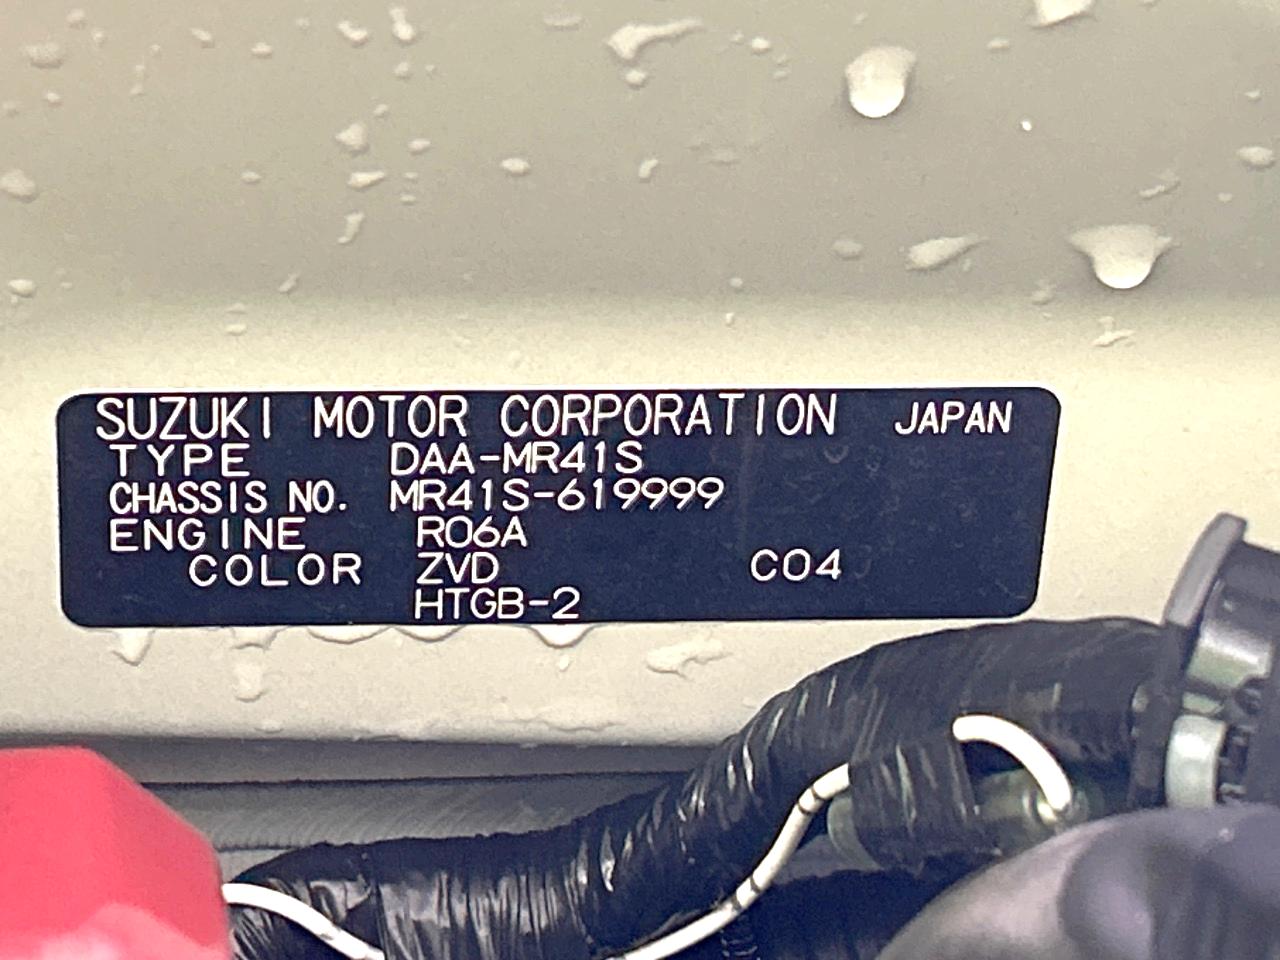 SUZUKI MOTOR CORPORATION JAPAN
TYPE DAA-MR41S
CHASSIS NO. MR41S-619999
ENGINE R06A
COLOR ZVD C04
HTGB-2